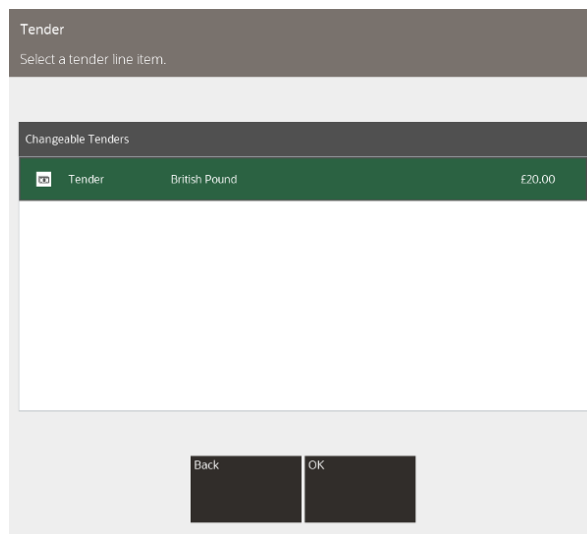 Tender
Select a tender line item.
Changeable Tenders
Tender British Pound £20.00
Back OK